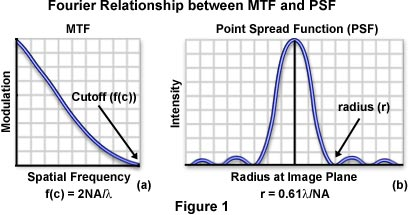 Fourier Relationship between MTF and PSF
MTF
Modulation
Cutoff (f(c))
Spatial Frequency
(a)
f(c) = 2NA/λ
Point Spread Function (PSF)
Intensity
radius (r)
Radius at Image Plane
(b)
r = 0.61λ/NA
Figure 1